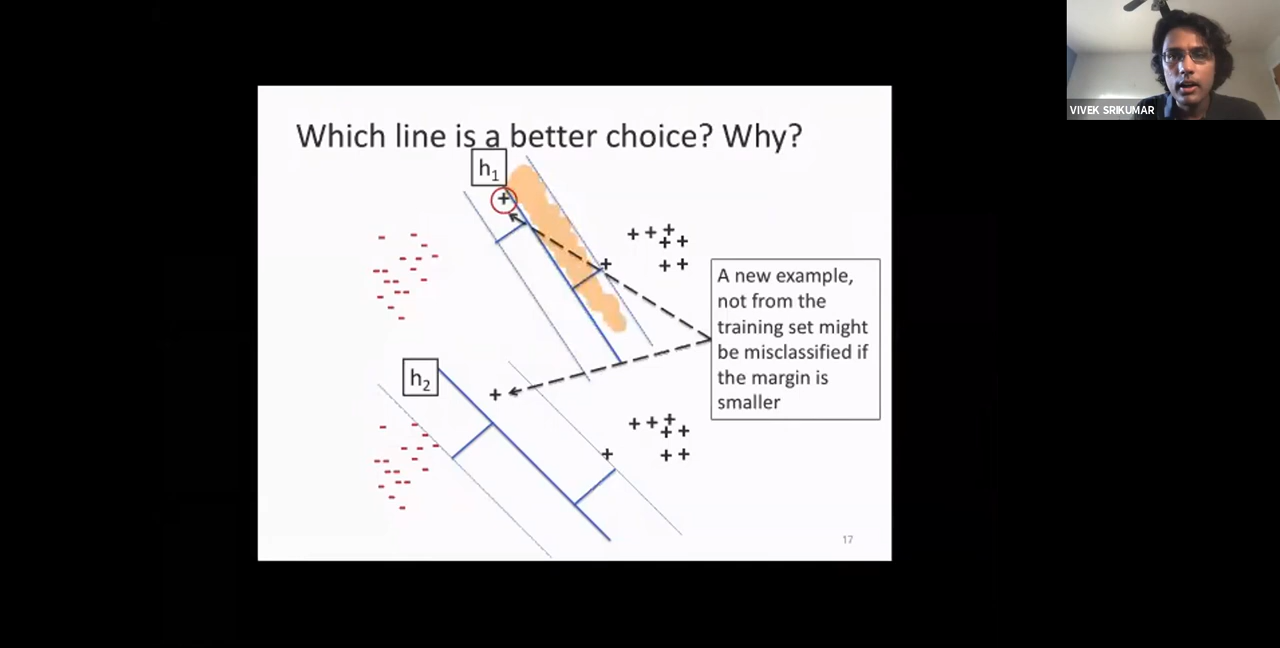 VIVEK SRIKUMAR
Which line is a better choice? Why?
h1
A new example,
not from the
training set might
be misclassified if
the margin is
smaller
h2
17